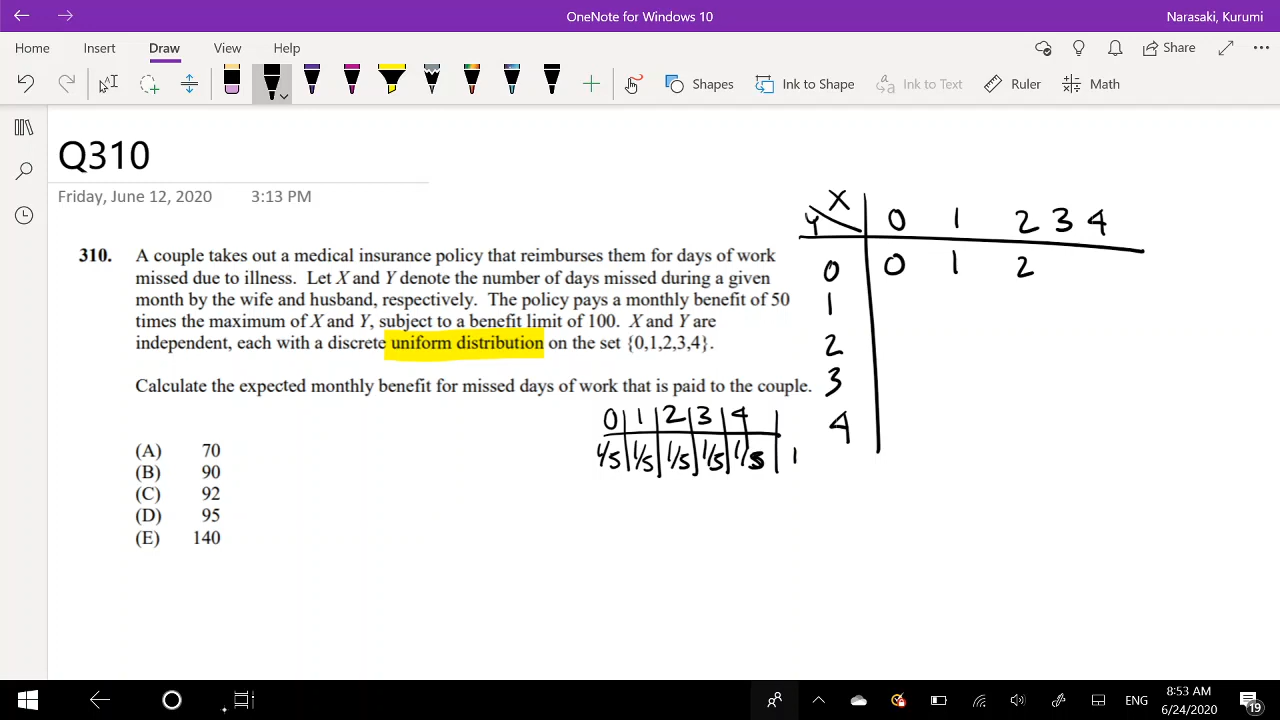 OneNote for Windows 10
Narasaki, Kurumi
Home Insert Draw View Help
Share
Shapes Ink to Shape Ink to Text Ruler Math
Q310
Friday, June 12, 2020 3:13 PM
310. A couple takes out a medical insurance policy that reimburses them for days of work
missed due to illness. Let X and Y denote the number of days missed during a given
month by the wife and husband, respectively. The policy pays a monthly benefit of 50
times the maximum of X and Y, subject to a benefit limit of 100. X and Y are
independent, each with a discrete uniform distribution on the set {0,1,2,3,4}.
Calculate the expected monthly benefit for missed days of work that is paid to the couple.
(A) 70
(B) 90
(C) 92
(D) 95
(E) 140
0 1 2 3 4
1/5 1/5 1/5 1/5 1/5 1
X
Y 0 1 2 3 4
0 0 1 2
1
2
3
4
ENG
8:53 AM
6/24/2020
19